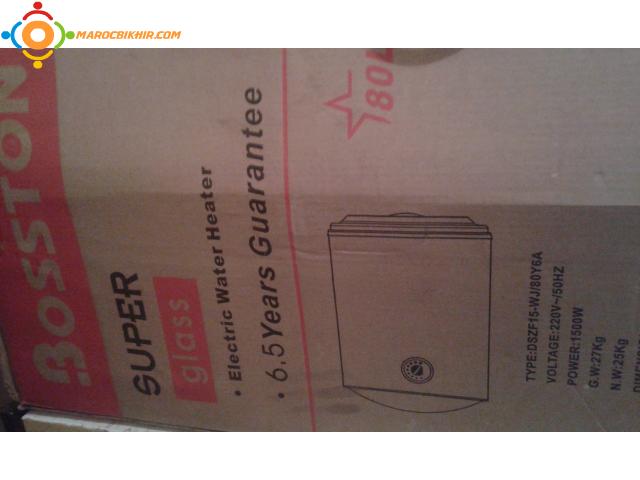 MAROCBIKHIR.COM
BOSSTON
SUPER
glass
• Electric Water Heater
• 6,5 Years Guarantee
80L
TYPE:DSZF15-WJ/80Y6A
VOLTAGE:220V~/50HZ
POWER:1500W
G.W:27Kg
N.W:25Kg